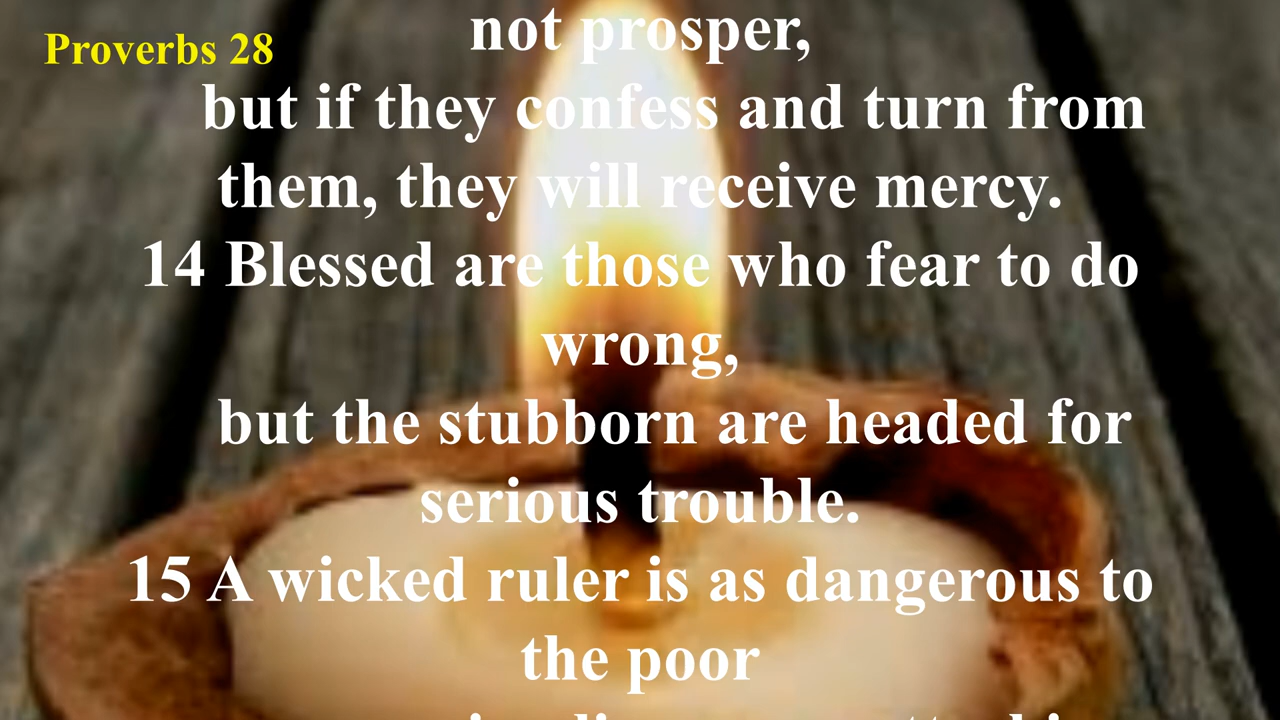 Proverbs 28
not prosper,
but if they confess and turn from
them, they will receive mercy.
14 Blessed are those who fear to do
wrong,
but the stubborn are headed for
serious trouble.
15 A wicked ruler is as dangerous to
the poor